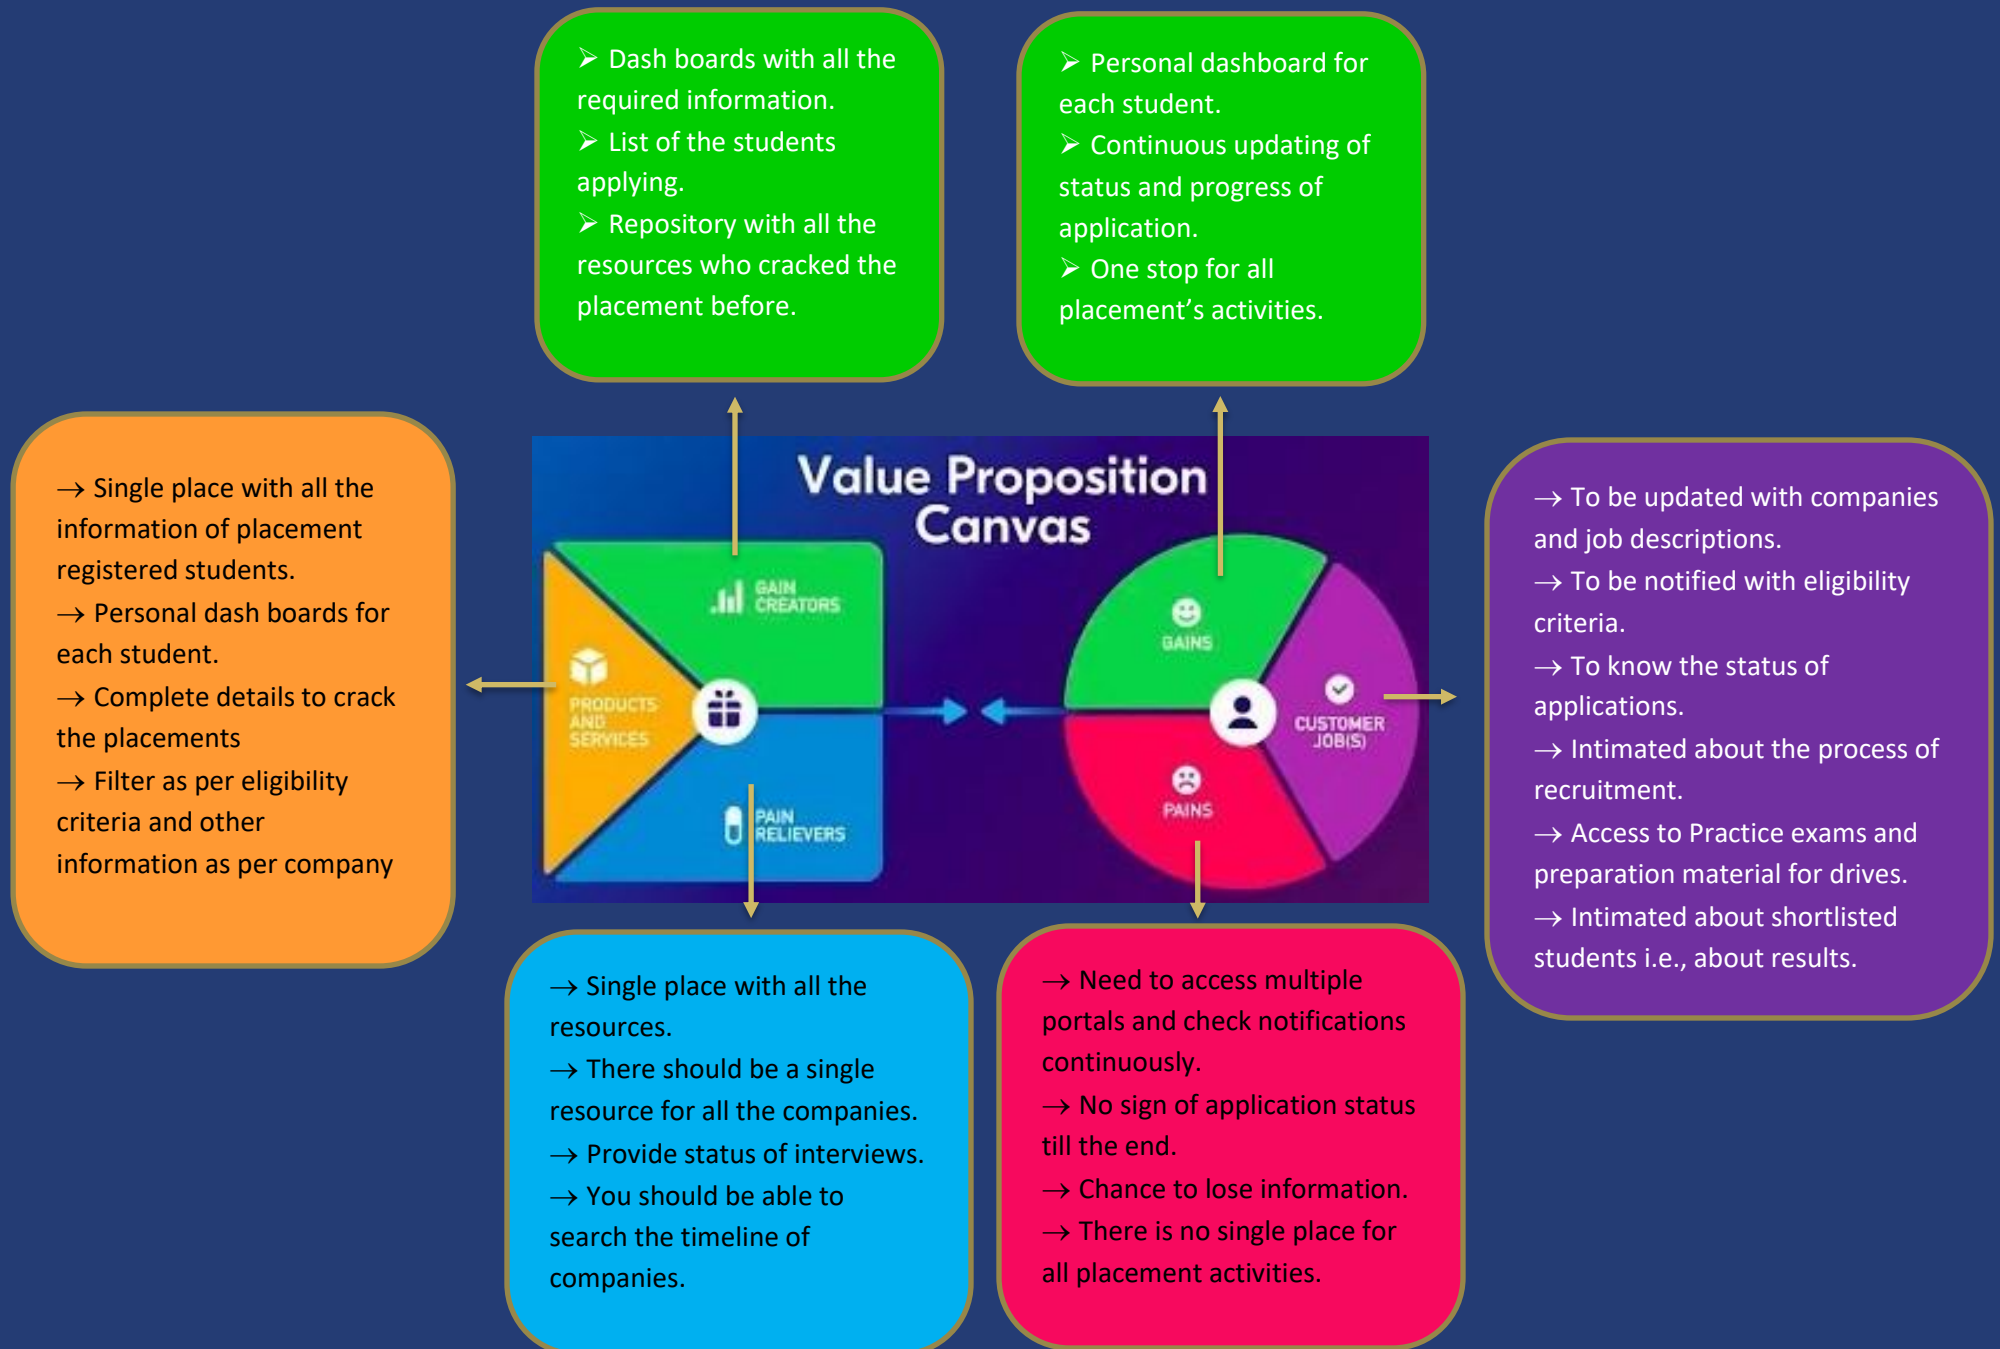 ➢ Dash boards with all the
required information.
➢ List of the students
applying.
➢ Repository with all the
resources who cracked the
placement before.
➢ Personal dashboard for
each student.
➢ Continuous updating of
status and progress of
application.
➢ One stop for all
placement’s activities.
→ Single place with all the
information of placement
registered students.
→ Personal dash boards for
each student.
→ Complete details to crack
the placements
→ Filter as per eligibility
criteria and other
information as per company
Value Proposition
Canvas
GAIN
CREATORS
PRODUCTS
AND
SERVICES
PAIN
RELIEVERS
GAINS
CUSTOMER
JOB(S)
PAINS
→ To be updated with companies
and job descriptions.
→ To be notified with eligibility
criteria.
→ To know the status of
applications.
→ Intimated about the process of
recruitment.
→ Access to Practice exams and
preparation material for drives.
→ Intimated about shortlisted
students i.e., about results.
→ Single place with all the
resources.
→ There should be a single
resource for all the companies.
→ Provide status of interviews.
→ You should be able to
search the timeline of
companies.
→ Need to access multiple
portals and check notifications
continuously.
→ No sign of application status
till the end.
→ Chance to lose information.
→ There is no single place for
all placement activities.